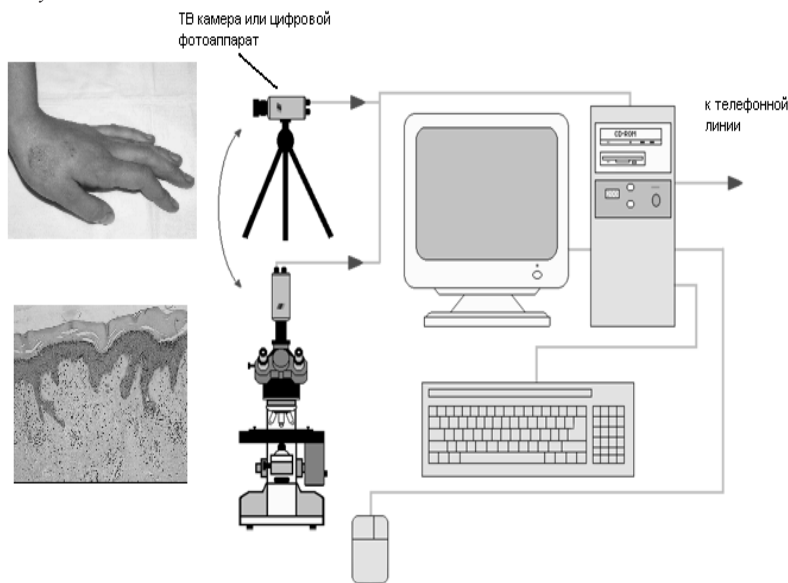 ТВ камера или цифровой
фотоаппарат
к телефонной
линии
CD-ROM